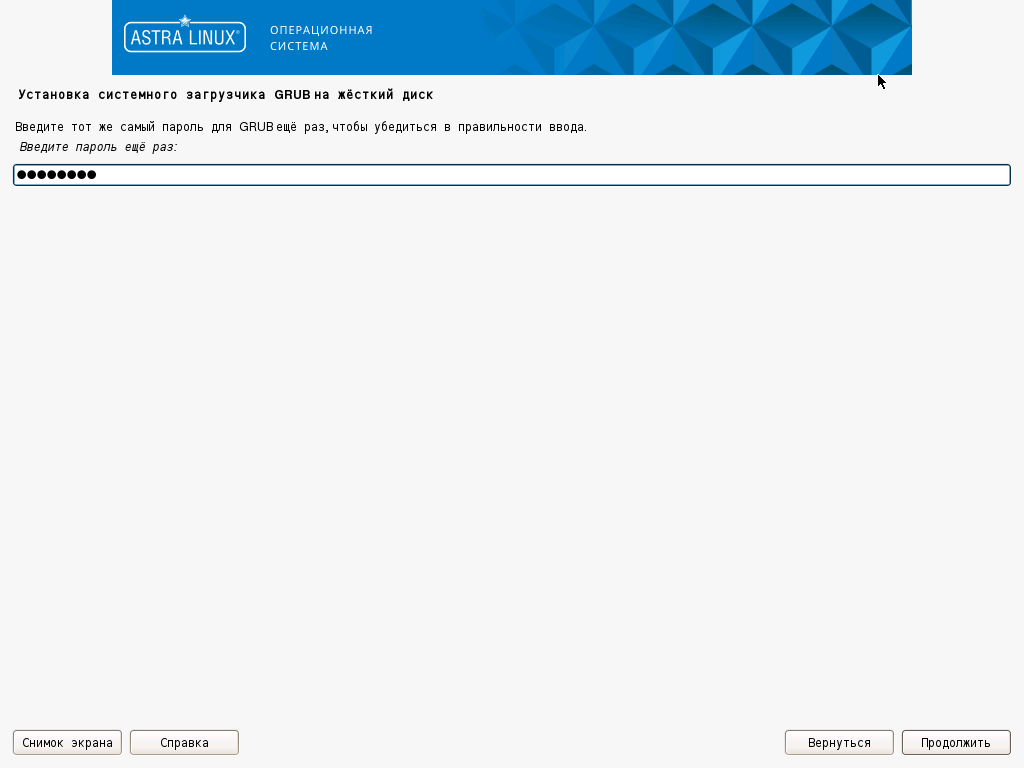 ASTRA LINUX®
ОПЕРАЦИОННАЯ
СИСТЕМА
Установка системного загрузчика GRUB на жёсткий диск
Введите тот же самый пароль для GRUB ещё раз, чтобы убедиться в правильности ввода.
Введите пароль ещё раз:
●●●●●●●●
Снимок экрана Справка Вернуться Продолжить